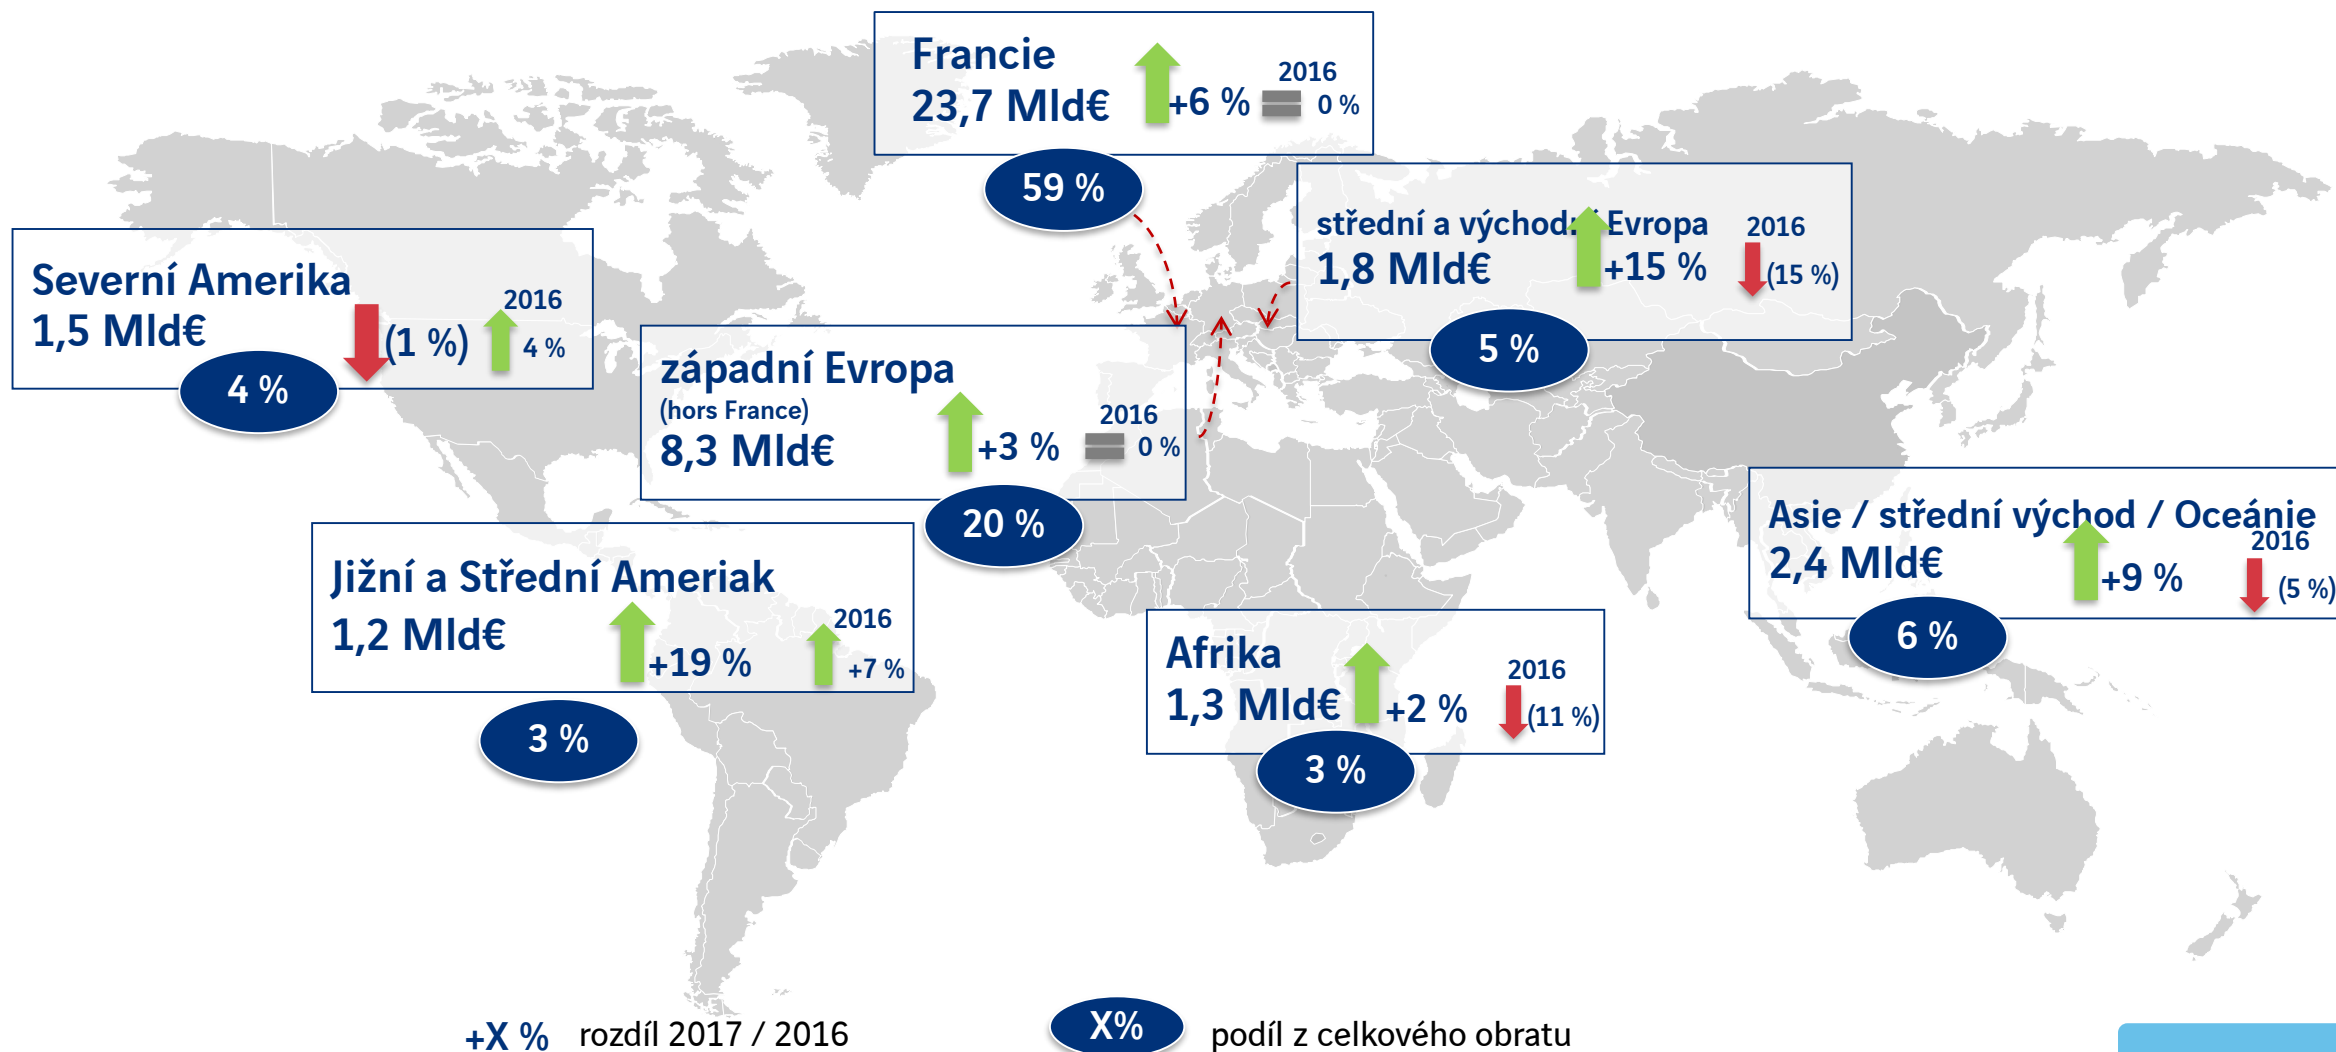 Francie
23,7 Mld€
+6 %
2016
0 %
59 %
střední a východní Evropa
1,8 Mld€
+15 %
2016
(15 %)
5 %
Severní Amerika
1,5 Mld€
(1 %)
2016
4 %
4 %
západní Evropa
(hors France)
8,3 Mld€
+3 %
2016
0 %
20 %
Asie / střední východ / Oceánie
2,4 Mld€
+9 %
2016
(5 %)
6 %
Jižní a Střední Ameriak
1,2 Mld€
+19 %
2016
+7 %
3 %
Afrika
1,3 Mld€
+2 %
2016
(11 %)
3 %
+X % rozdíl 2017 / 2016
X% podíl z celkového obratu